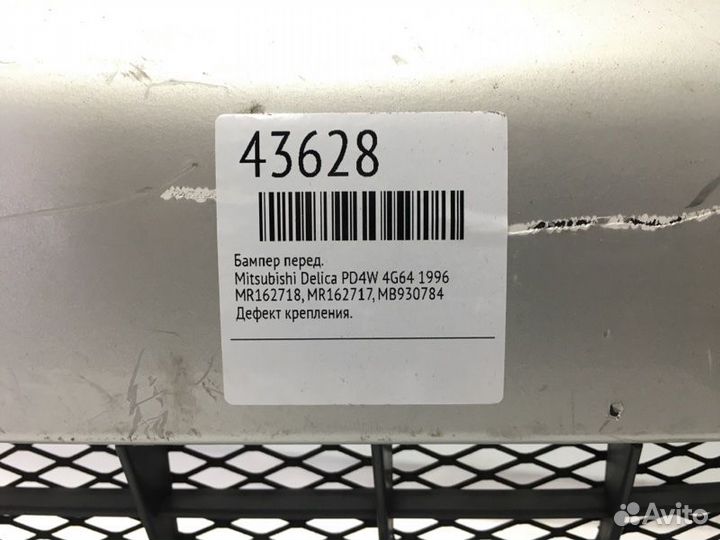 43628
Бампер перед.
Mitsubishi Delica PD4W 4G64 1996
MR162718, MR162717, MB930784
Дефект крепления.
Avito